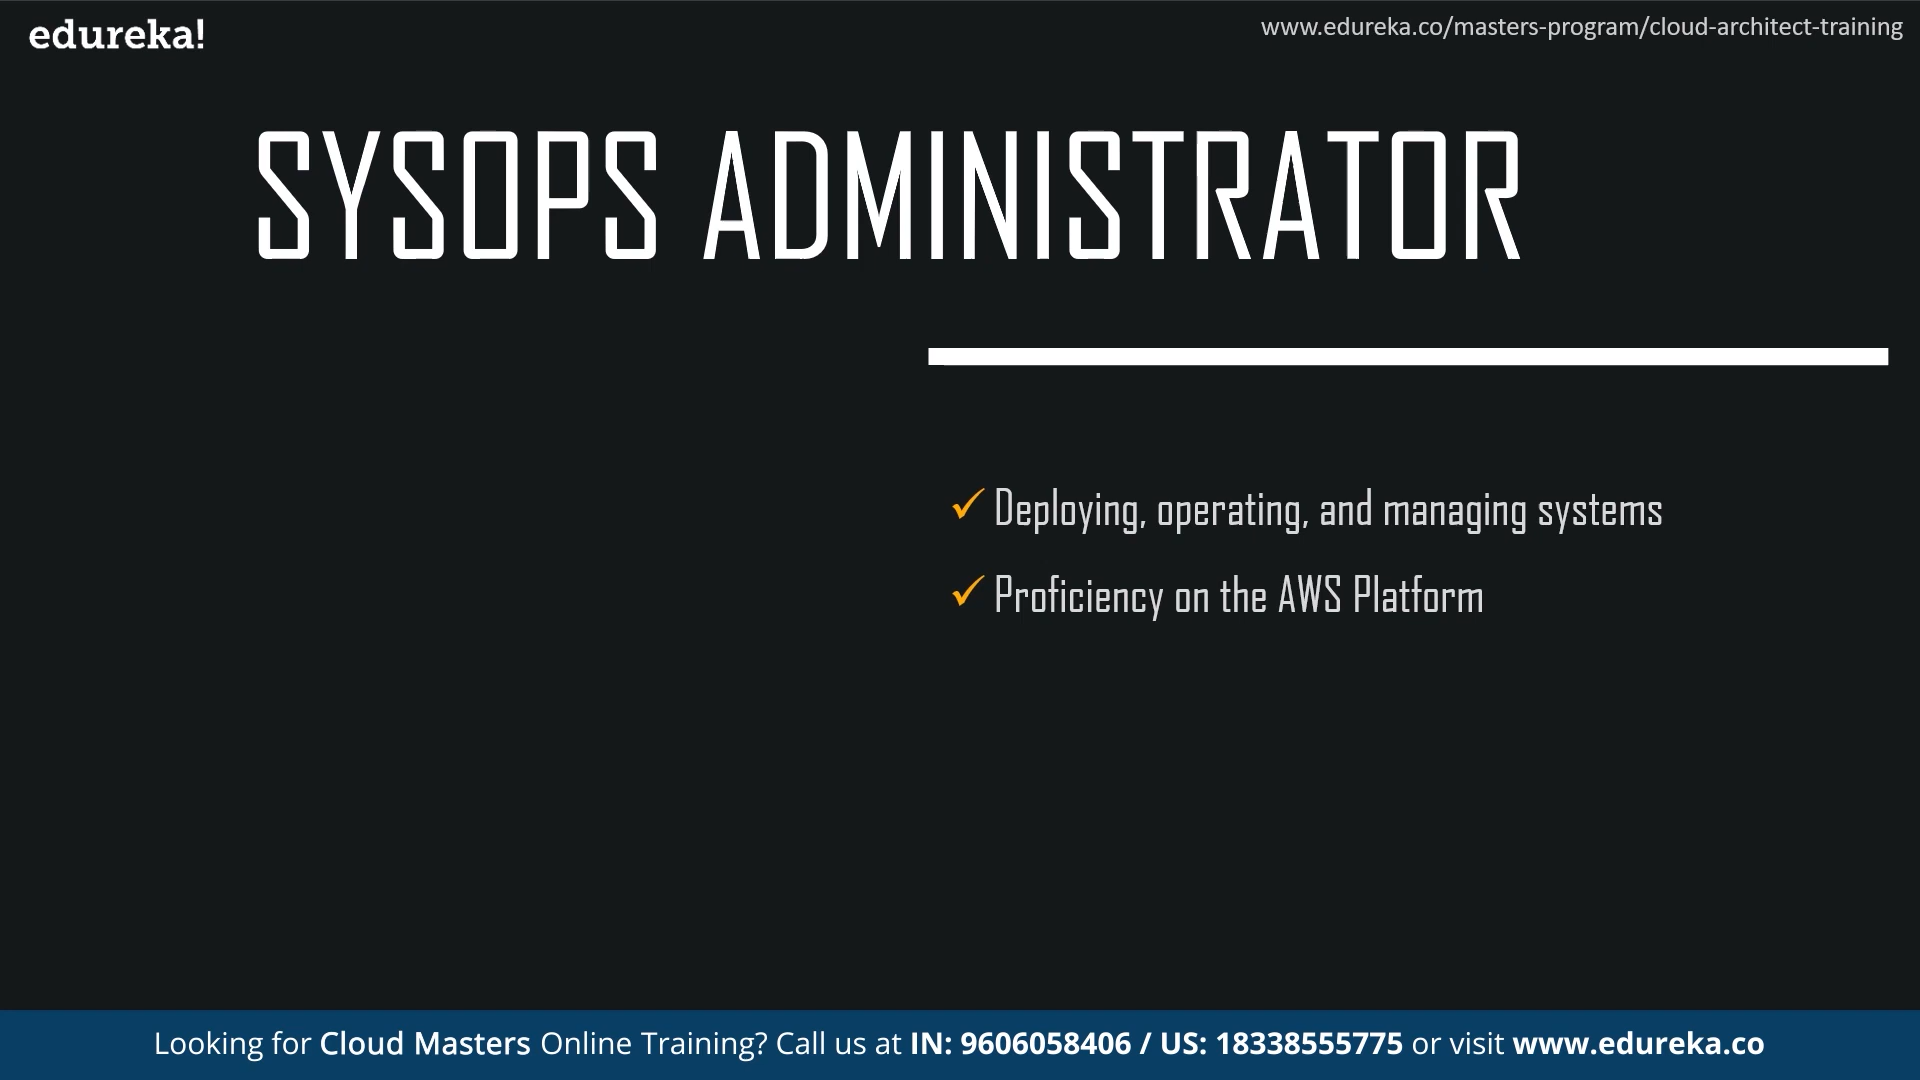 edureka!
www.edureka.co/masters-program/cloud-architect-training
SYSOPS ADMINISTRATOR
✓ Deploying, operating, and managing systems
✓ Proficiency on the AWS Platform
Looking for Cloud Masters Online Training? Call us at IN: 9606058406 / US: 18338555775 or visit www.edureka.co